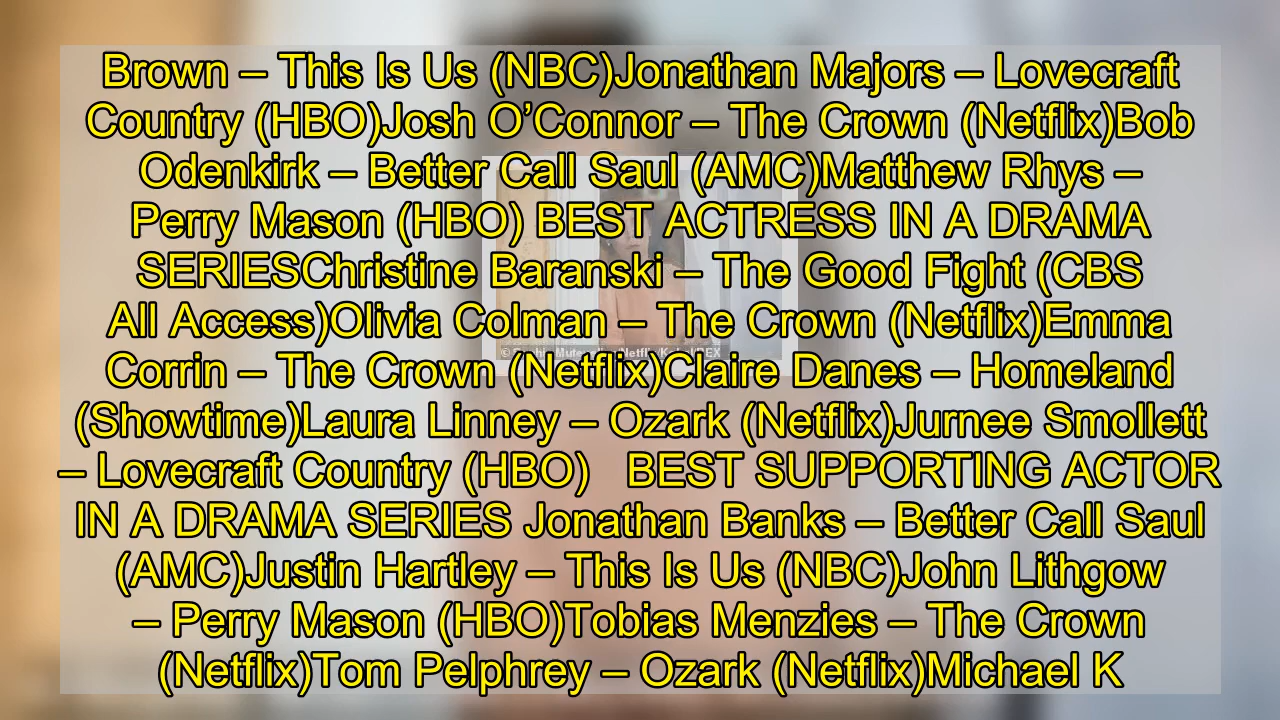 Brown – This Is Us (NBC)Jonathan Majors – Lovecraft
Country (HBO)Josh O’Connor – The Crown (Netflix)Bob
Odenkirk – Better Call Saul (AMC)Matthew Rhys –
Perry Mason (HBO) BEST ACTRESS IN A DRAMA
SERIESChristine Baranski – The Good Fight (CBS
All Access)Olivia Colman – The Crown (Netflix)Emma
Corrin – The Crown (Netflix)Claire Danes – Homeland
(Showtime)Laura Linney – Ozark (Netflix)Jurnee Smollett
– Lovecraft Country (HBO)   BEST SUPPORTING ACTOR
IN A DRAMA SERIES Jonathan Banks – Better Call Saul
(AMC)Justin Hartley – This Is Us (NBC)John Lithgow
– Perry Mason (HBO)Tobias Menzies – The Crown
(Netflix)Tom Pelphrey – Ozark (Netflix)Michael K